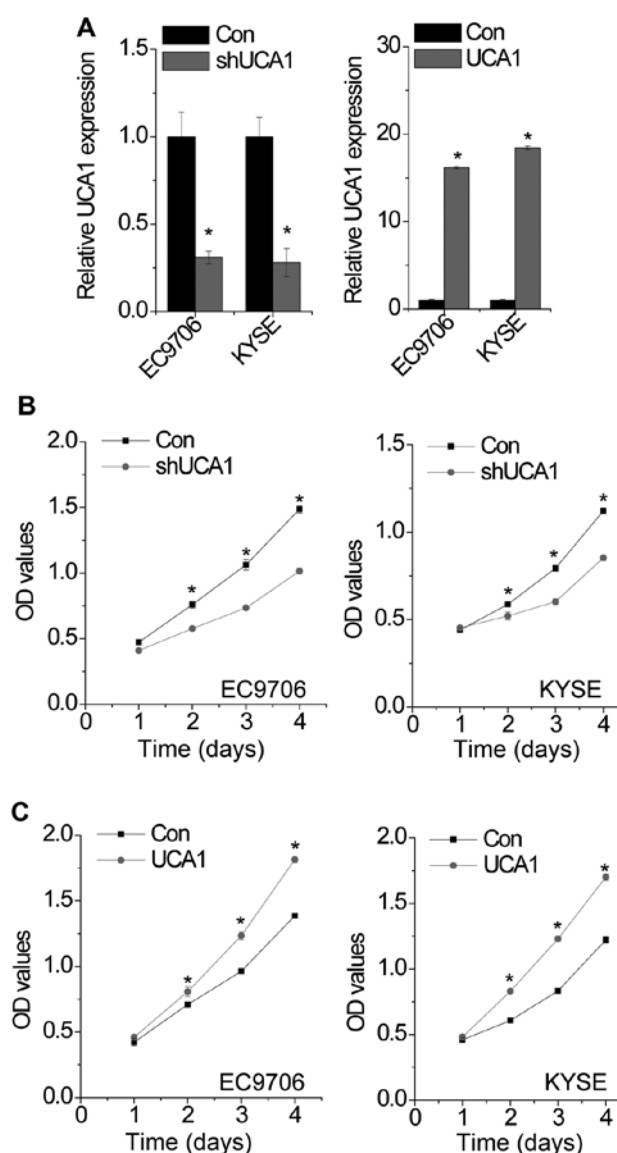 A
Con
shUCA1
Relative UCA1 expression
1.5
1.0
0.5
0.0
*
*
EC9706
KYSE
Con
UCA1
Relative UCA1 expression
30
20
10
0
*
*
EC9706
KYSE
B
Con
shUCA1
OD values
2.0
1.5
1.0
0.5
0.0
*
*
*
EC9706
0 1 2 3 4
Time (days)
Con
shUCA1
OD values
1.5
1.0
0.5
0.0
*
*
*
KYSE
0 1 2 3 4
Time (days)
C
Con
UCA1
OD values
2.0
1.5
1.0
0.5
0.0
*
*
*
EC9706
0 1 2 3 4
Time (days)
Con
UCA1
OD values
2.0
1.5
1.0
0.5
0.0
*
*
*
KYSE
0 1 2 3 4
Time (days)